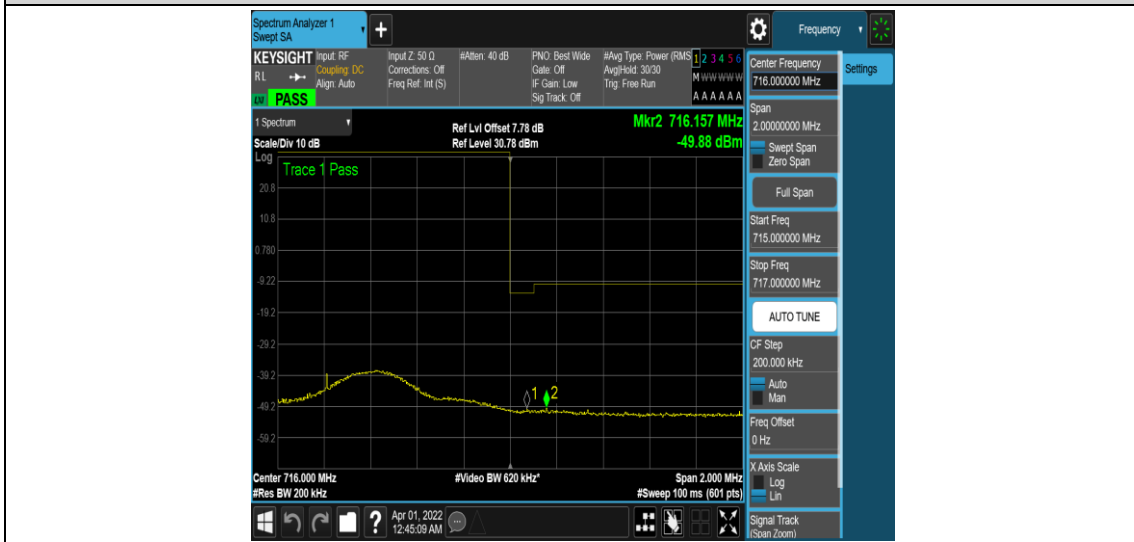 Spectrum Analyzer 1
Swept SA
+
Frequency
KEYSIGHT
RL
PASS
Input: RF
Coupling: DC
Align: Auto
Input Z: 50 Ω
Corrections: Off
Freq Ref: Int (S)
#Atten: 40 dB
PNO: Best Wide
Gate: Off
IF Gain: Low
Sig Track: Off
#Avg Type: Power (RMS
Avg|Hold: 30/30
Trig: Free Run
1 2 3 4 5 6
M W W W W W
A A A A A A
1 Spectrum
Scale/Div 10 dB
Ref Lvl Offset 7.78 dB
Ref Level 30.78 dBm
Mkr2 716.157 MHz
-49.88 dBm
Log
Trace 1 Pass
20.8
10.8
0.780
-9.22
-19.2
-29.2
-39.2
-49.2
-59.2
1
2
Center 716.000 MHz
#Res BW 200 kHz
#Video BW 620 kHz*
Span 2.000 MHz
#Sweep 100 ms (601 pts)
Center Frequency
716.000000 MHz
Settings
Span
2.00000000 MHz
Swept Span
Zero Span
Full Span
Start Freq
715.000000 MHz
Stop Freq
717.000000 MHz
AUTO TUNE
CF Step
200.000 kHz
Auto
Man
Freq Offset
0 Hz
X Axis Scale
Log
Lin
Signal Track
(Span Zoom)
?
Apr 01, 2022
12:45:09 AM